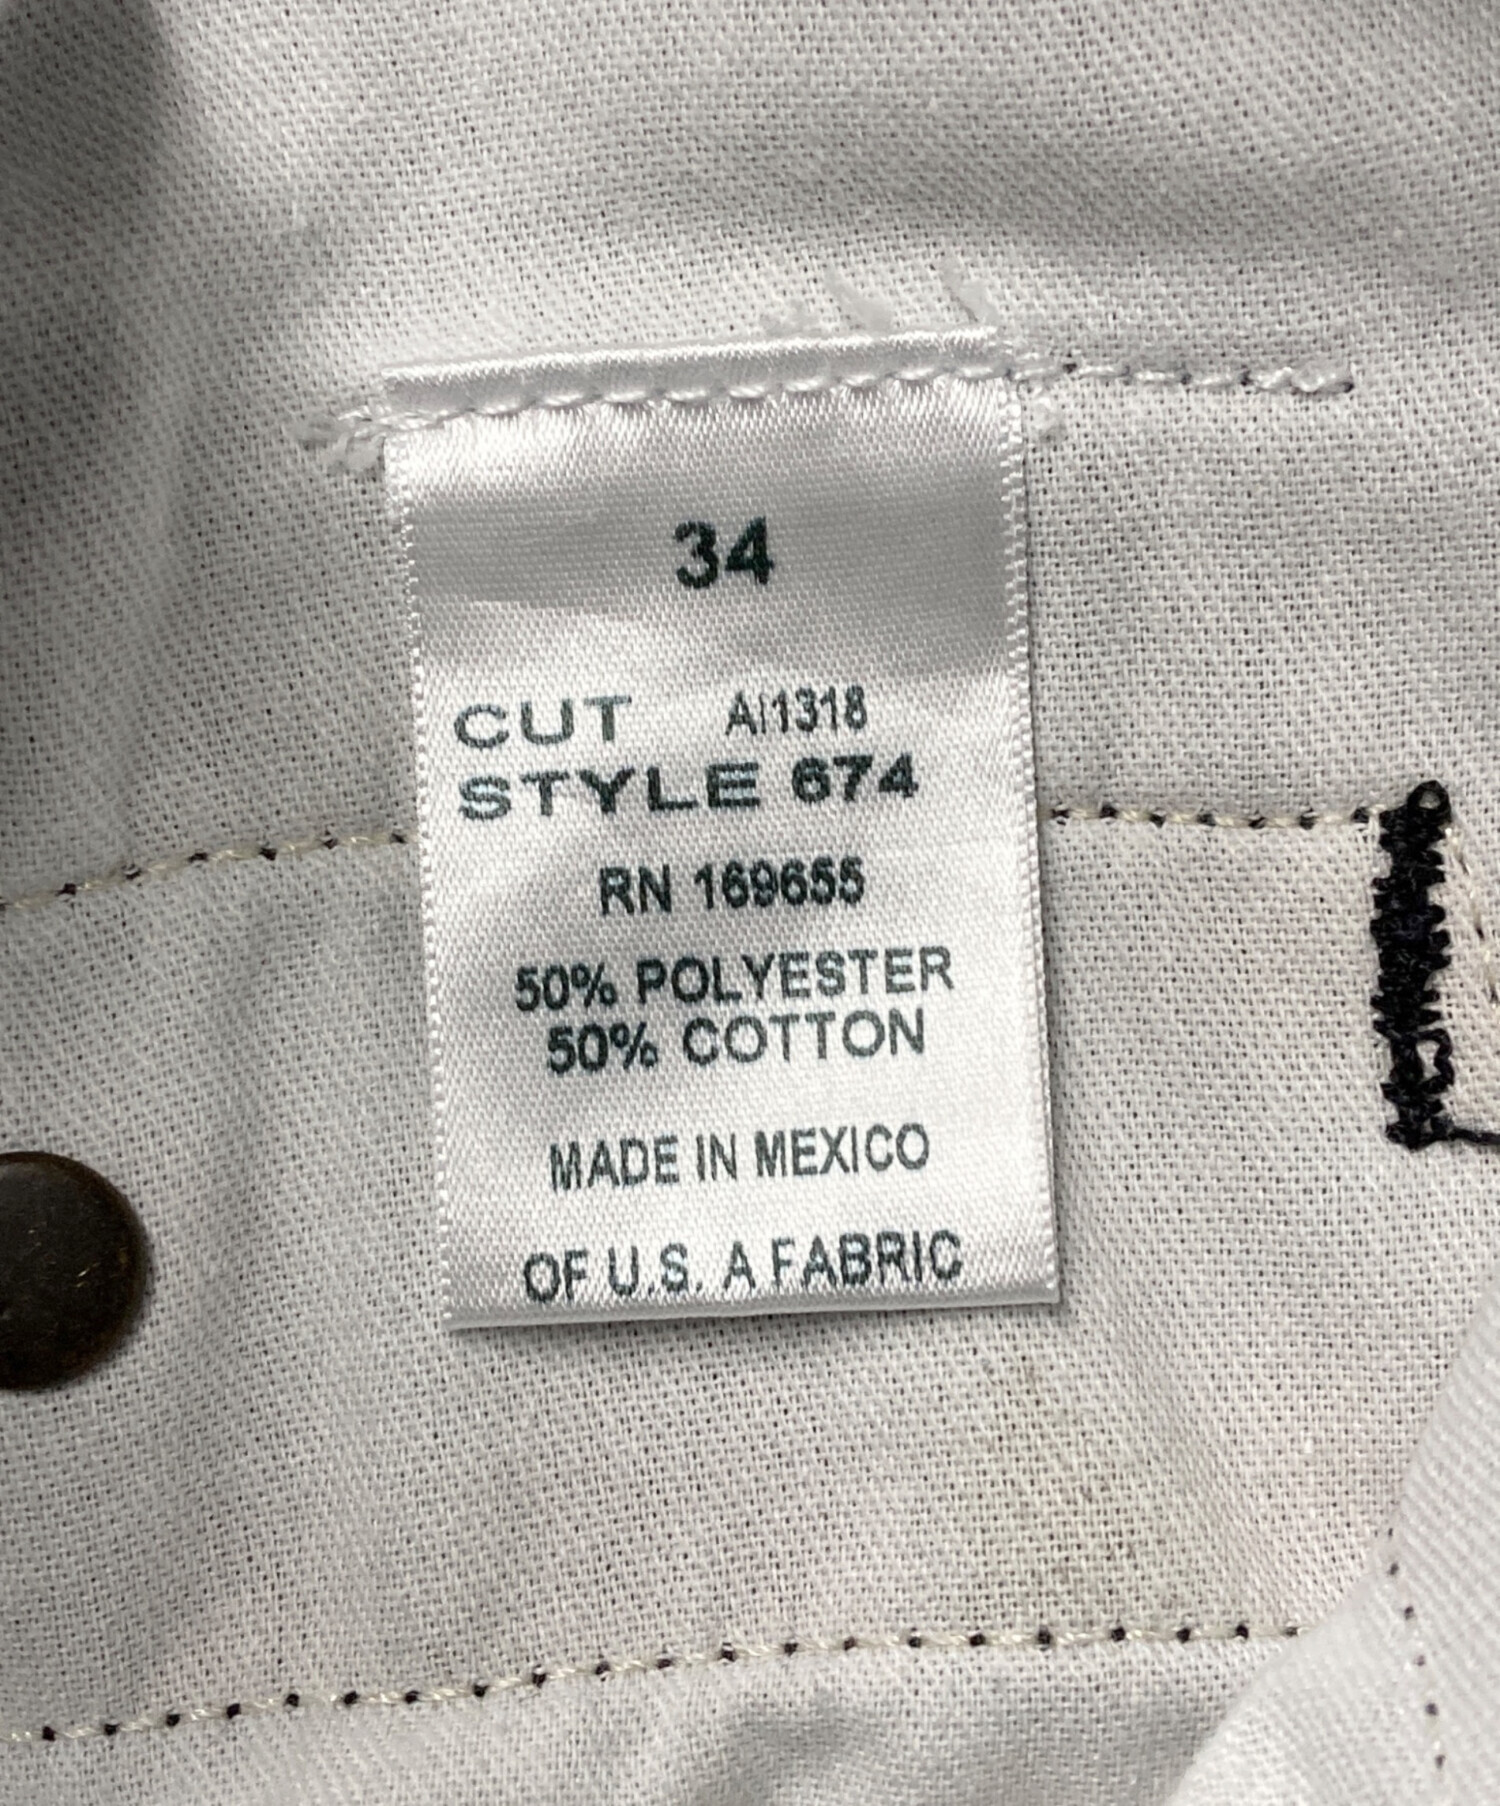 34
CUT AI1318
STYLE 674
RN 169655
50% POLYESTER
50% COTTON
MADE IN MEXICO
OF U.S. A FABRIC